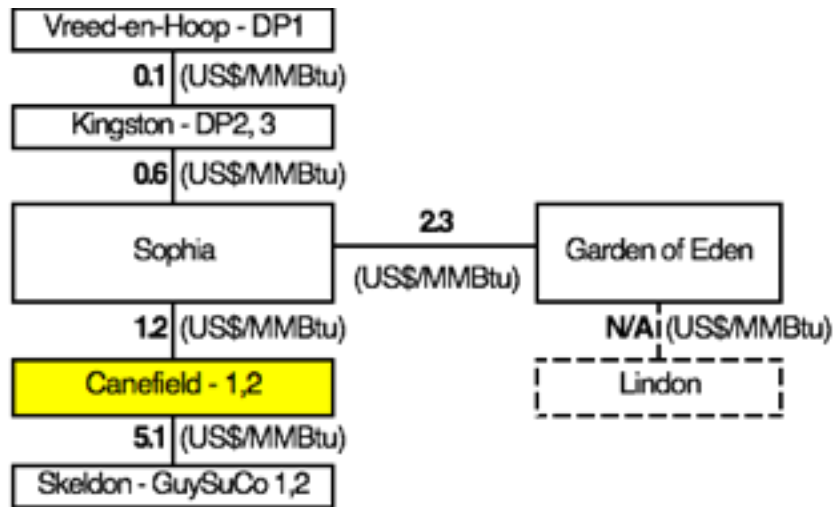 Vreed-en-Hoop - DP1
0.1 (US$/MMBtu)
Kingston - DP2, 3
0.6 (US$/MMBtu)
Sophia
2.3
(US$/MMBtu)
Garden of Eden
1.2 (US$/MMBtu)
N/A (US$/MMBtu)
Canefield - 1,2
Lindon
5.1 (US$/MMBtu)
Skeldon - GuySuCo 1,2